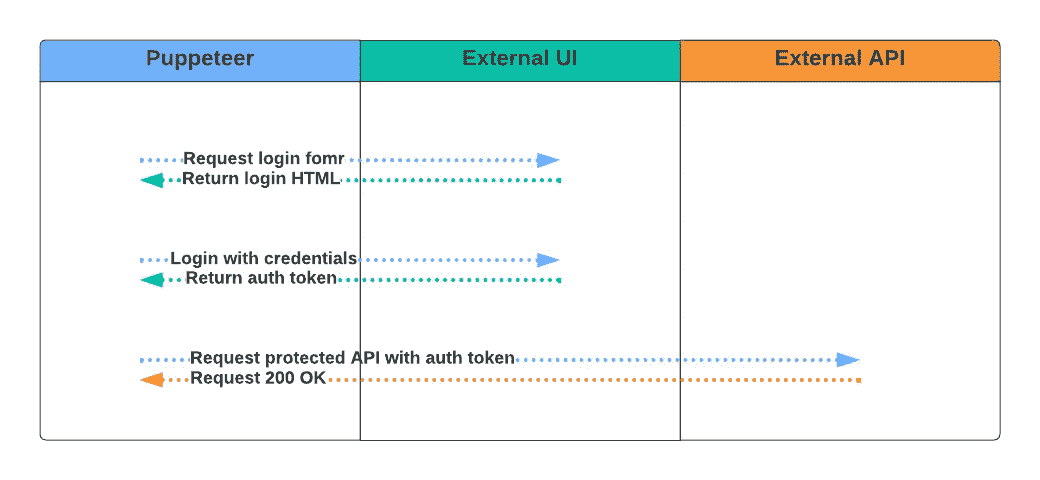 Puppeteer
External UI
External API
Request login fomr
Return login HTML
Login with credentials
Return auth token
Request protected API with auth token
Request 200 OK